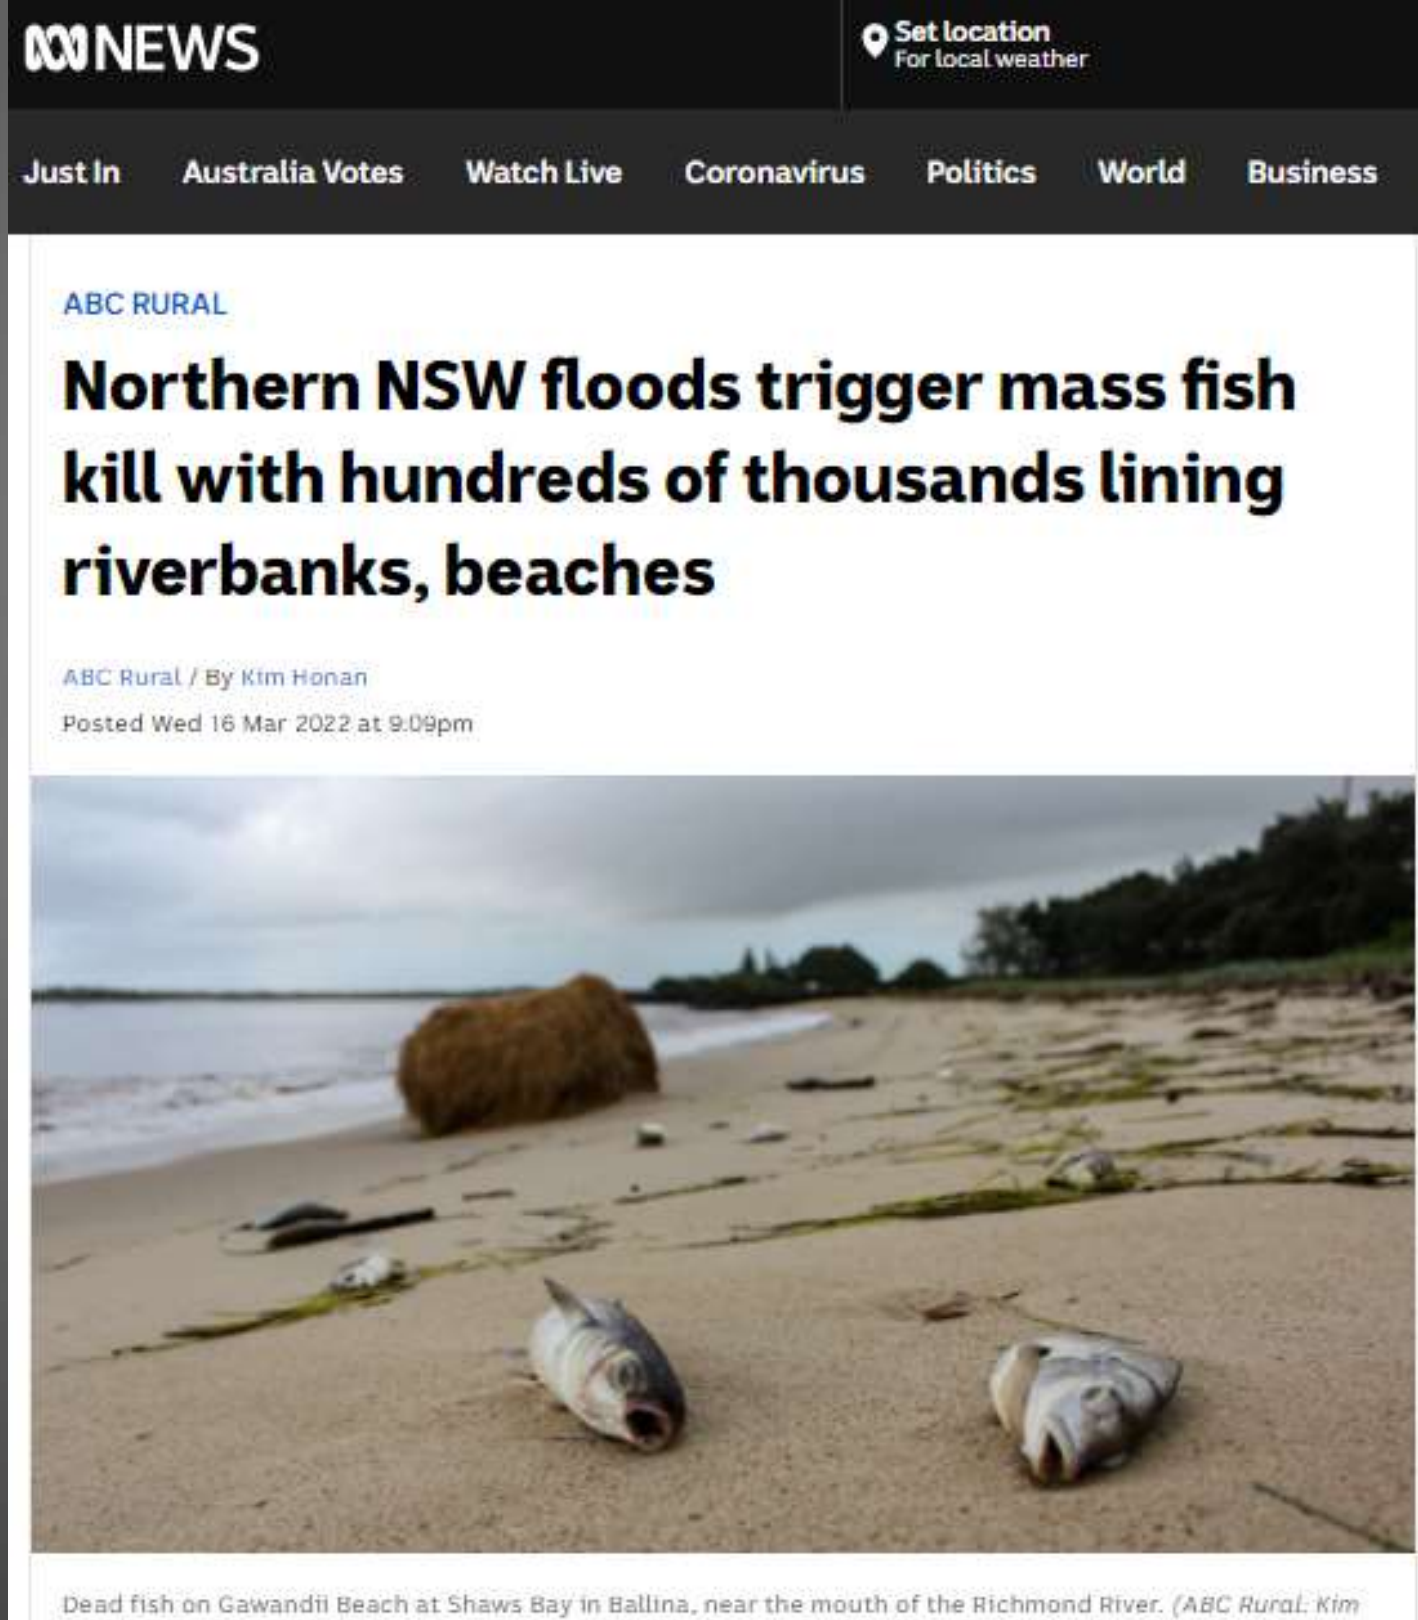 NEWS
Set location
For local weather
Just In Australia Votes Watch Live Coronavirus Politics World Business
ABC RURAL
Northern NSW floods trigger mass fish
kill with hundreds of thousands lining
riverbanks, beaches
ABC Rural / By Kim Honan
Posted Wed 16 Mar 2022 at 9:09pm
Dead fish on Gawandii Beach at Shaws Bay in Ballina, near the mouth of the Richmond River. (ABC Rural: Kim